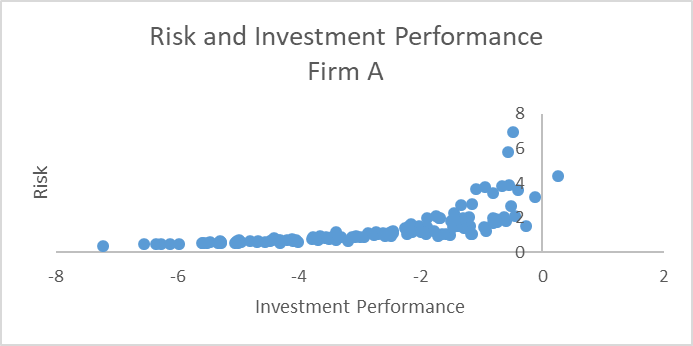 Risk and Investment Performance
Firm A
8
6
4
2
0
Risk
-8 -6 -4 -2 0 2
Investment Performance